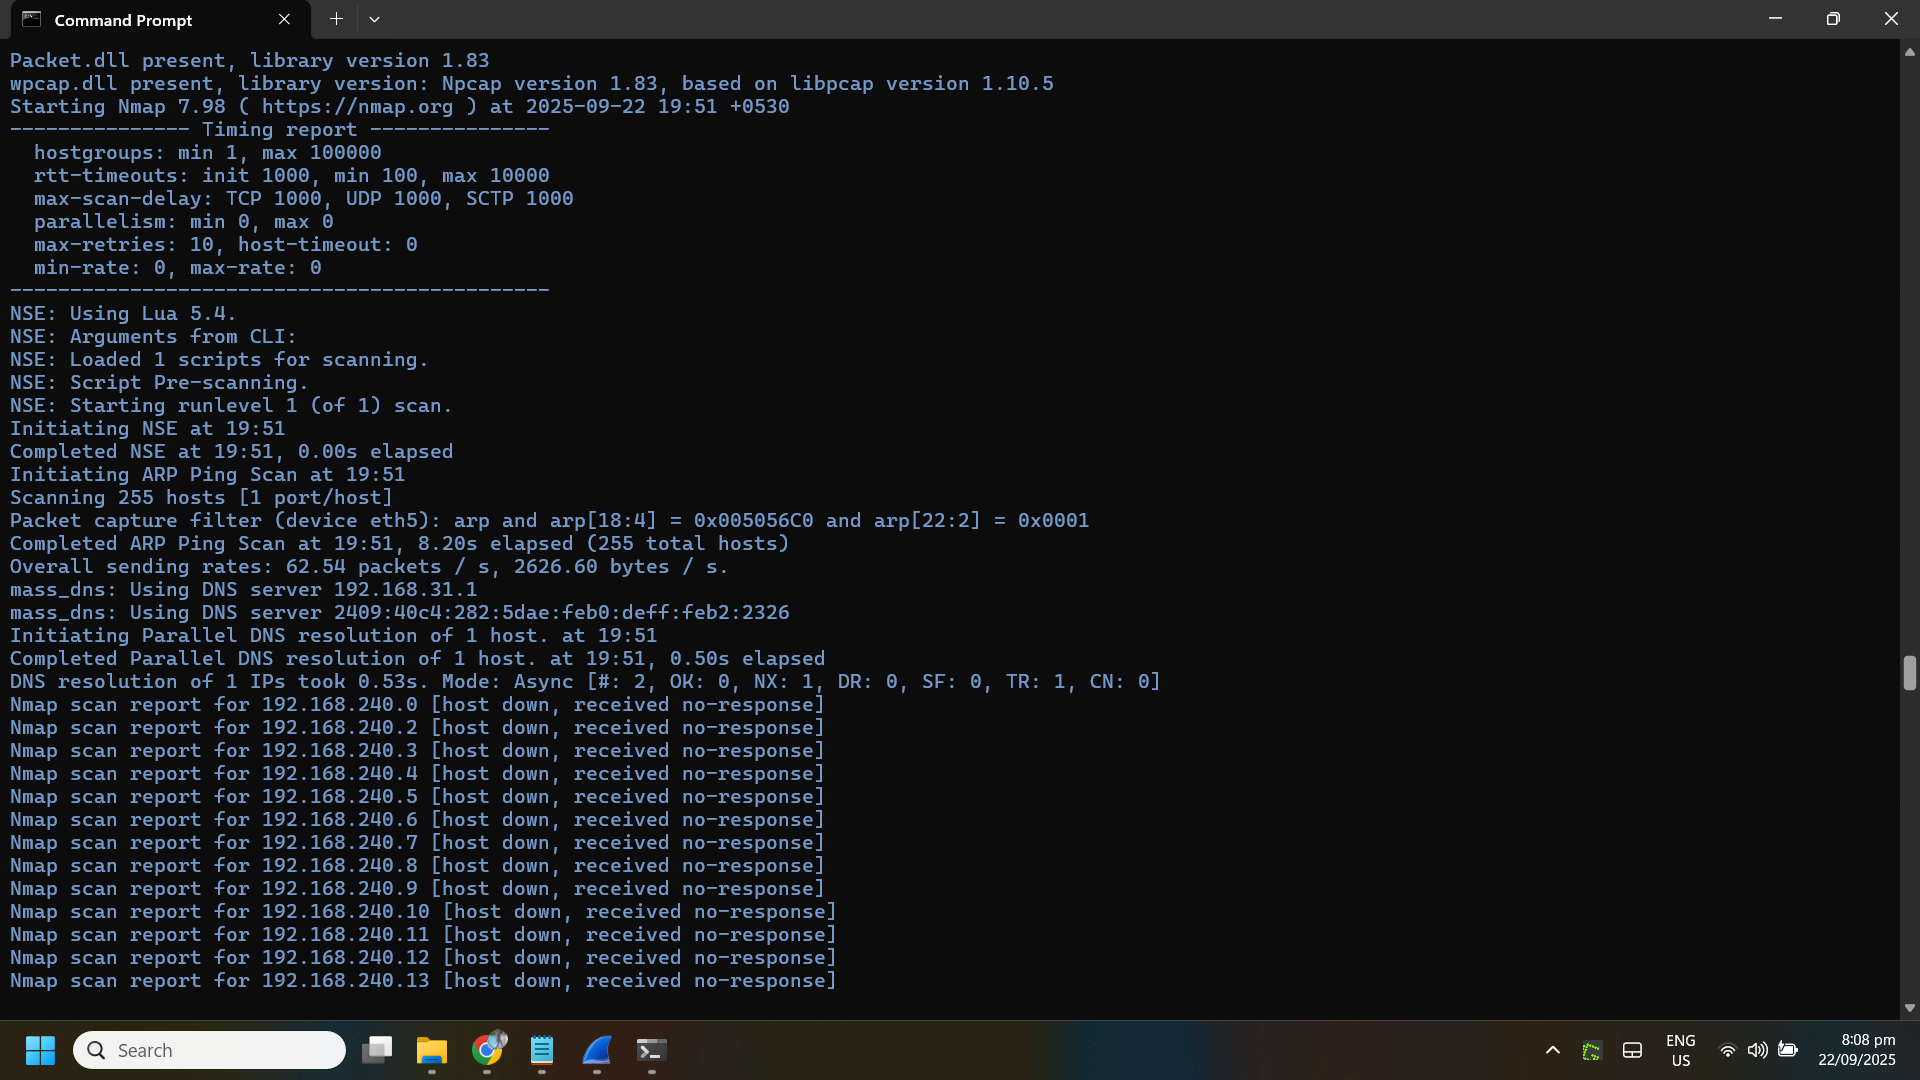 Command Prompt
Packet.dll present, library version 1.83
wpcap.dll present, library version: Npcap version 1.83, based on libpcap version 1.10.5
Starting Nmap 7.98 ( https://nmap.org ) at 2025-09-22 19:51 +0530
--------------- Timing report ---------------
  hostgroups: min 1, max 100000
  rtt-timeouts: init 1000, min 100, max 10000
  max-scan-delay: TCP 1000, UDP 1000, SCTP 1000
  parallelism: min 0, max 0
  max-retries: 10, host-timeout: 0
  min-rate: 0, max-rate: 0
---------------------------------------------
NSE: Using Lua 5.4.
NSE: Arguments from CLI:
NSE: Loaded 1 scripts for scanning.
NSE: Script Pre-scanning.
NSE: Starting runlevel 1 (of 1) scan.
Initiating NSE at 19:51
Completed NSE at 19:51, 0.00s elapsed
Initiating ARP Ping Scan at 19:51
Scanning 255 hosts [1 port/host]
Packet capture filter (device eth5): arp and arp[18:4] = 0x005056C0 and arp[22:2] = 0x0001
Completed ARP Ping Scan at 19:51, 8.20s elapsed (255 total hosts)
Overall sending rates: 62.54 packets / s, 2626.60 bytes / s.
mass_dns: Using DNS server 192.168.31.1
mass_dns: Using DNS server 2409:40c4:282:5dae:feb0:deff:feb2:2326
Initiating Parallel DNS resolution of 1 host. at 19:51
Completed Parallel DNS resolution of 1 host. at 19:51, 0.50s elapsed
DNS resolution of 1 IPs took 0.53s. Mode: Async [#: 2, OK: 0, NX: 1, DR: 0, SF: 0, TR: 1, CN: 0]
Nmap scan report for 192.168.240.0 [host down, received no-response]
Nmap scan report for 192.168.240.2 [host down, received no-response]
Nmap scan report for 192.168.240.3 [host down, received no-response]
Nmap scan report for 192.168.240.4 [host down, received no-response]
Nmap scan report for 192.168.240.5 [host down, received no-response]
Nmap scan report for 192.168.240.6 [host down, received no-response]
Nmap scan report for 192.168.240.7 [host down, received no-response]
Nmap scan report for 192.168.240.8 [host down, received no-response]
Nmap scan report for 192.168.240.9 [host down, received no-response]
Nmap scan report for 192.168.240.10 [host down, received no-response]
Nmap scan report for 192.168.240.11 [host down, received no-response]
Nmap scan report for 192.168.240.12 [host down, received no-response]
Nmap scan report for 192.168.240.13 [host down, received no-response]
Search
ENG
US
8:08 pm
22/09/2025